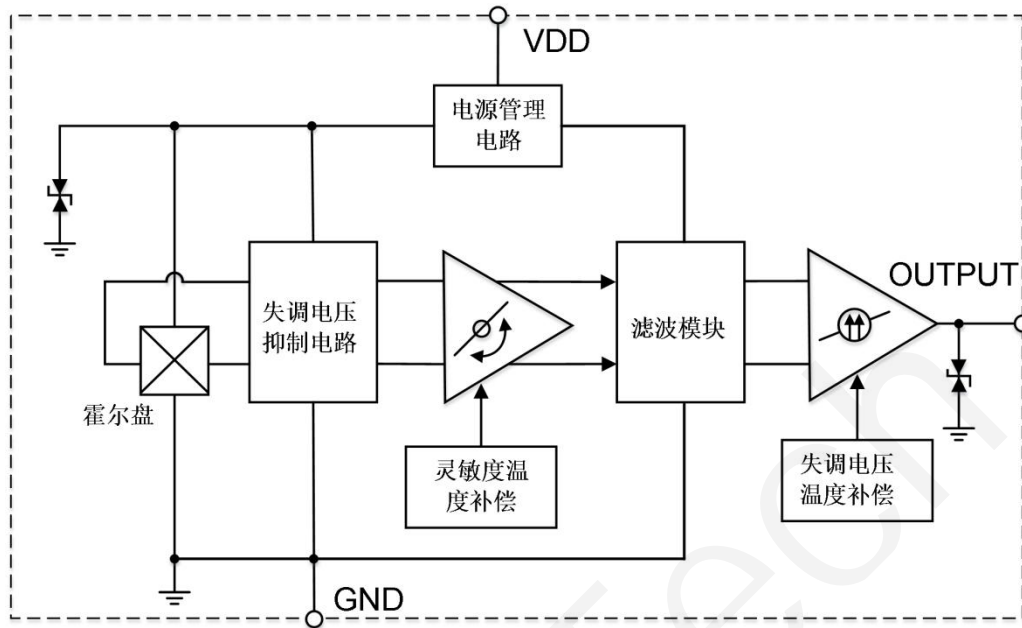 VDD
电源管理
电路
OUTPUT
失调电压
抑制电路
滤波模块
霍尔盘
灵敏度温
度补偿
失调电压
温度补偿
GND
Tech